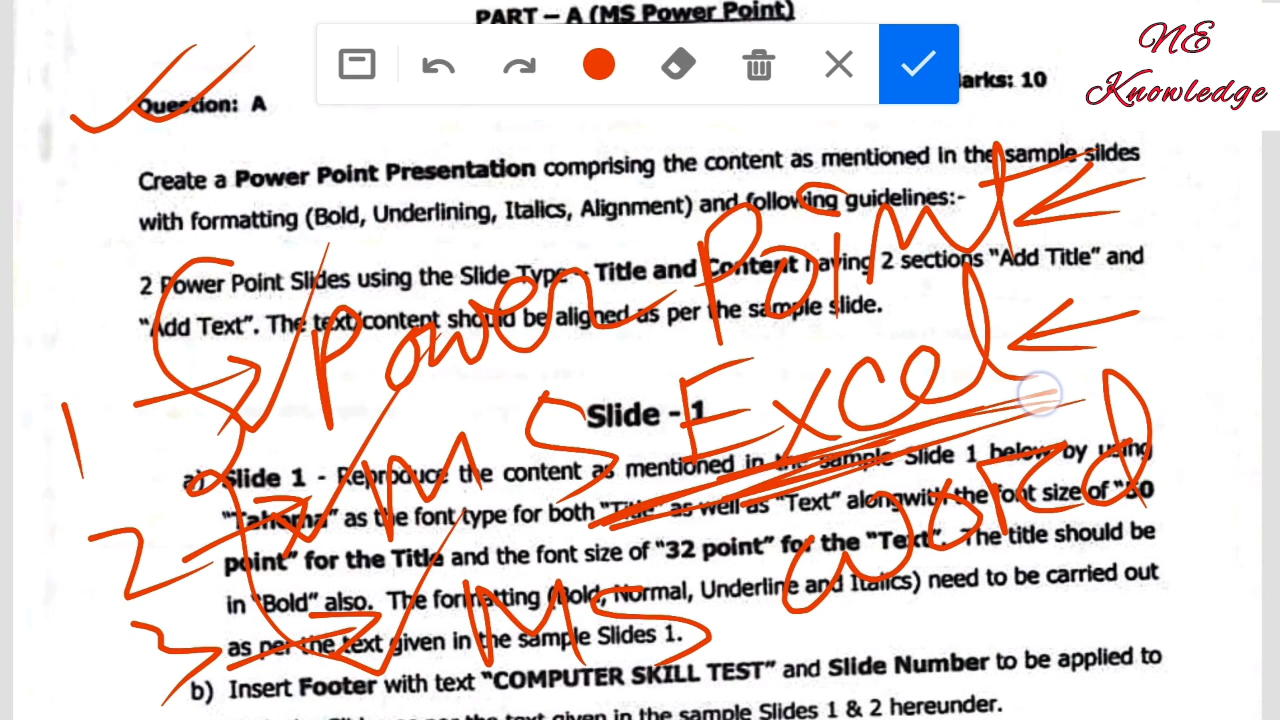 PART – A (MS Power Point)
NE Knowledge
Question: A
arks: 10
Create a Power Point Presentation comprising the content as mentioned in the sample slides
with formatting (Bold, Underlining, Italics, Alignment) and following guidelines:-
2 Power Point Slides using the Slide Type – Title and Content having 2 sections “Add Title” and
“Add Text”. The text content should be aligned as per the sample slide.
1 → Power Point
Slide - 1
2 → MS Excel
a) Slide 1 - Reproduce the content as mentioned in the sample Slide 1 below by using
“Tahoma” as the font type for both “Title” as well as “Text” alongwith the font size of “50
point” for the Title and the font size of “32 point” for the “Text”. The title should be
in “Bold” also. The formatting (Bold, Normal, Underline and Italics) need to be carried out
as per the text given in the sample Slides 1.
3 → MS word
b) Insert Footer with text “COMPUTER SKILL TEST” and Slide Number to be applied to
as per the text given in the sample Slides 1 & 2 hereunder.